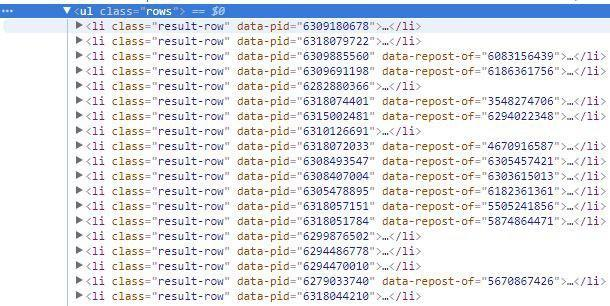 ••• ▼<ul class="rows"> == $0
▶<li class="result-row" data-pid="6309180678">…</li>
▶<li class="result-row" data-pid="6318079722">…</li>
▶<li class="result-row" data-pid="6309885560" data-repost-of="6083156439">…</li>
▶<li class="result-row" data-pid="6309691198" data-repost-of="6186361756">…</li>
▶<li class="result-row" data-pid="6282880366">…</li>
▶<li class="result-row" data-pid="6318074401" data-repost-of="3548274706">…</li>
▶<li class="result-row" data-pid="6315002481" data-repost-of="6294022348">…</li>
▶<li class="result-row" data-pid="6310126691">…</li>
▶<li class="result-row" data-pid="6318072033" data-repost-of="4670916587">…</li>
▶<li class="result-row" data-pid="6308493547" data-repost-of="6305457421">…</li>
▶<li class="result-row" data-pid="6308407004" data-repost-of="6303615013">…</li>
▶<li class="result-row" data-pid="6305478895" data-repost-of="6182361361">…</li>
▶<li class="result-row" data-pid="6318057151" data-repost-of="5505241856">…</li>
▶<li class="result-row" data-pid="6318051784" data-repost-of="5874864471">…</li>
▶<li class="result-row" data-pid="6299876502">…</li>
▶<li class="result-row" data-pid="6294486778">…</li>
▶<li class="result-row" data-pid="6294470010">…</li>
▶<li class="result-row" data-pid="6279033740" data-repost-of="5670867426">…</li>
▶<li class="result-row" data-pid="6318044210">…</li>